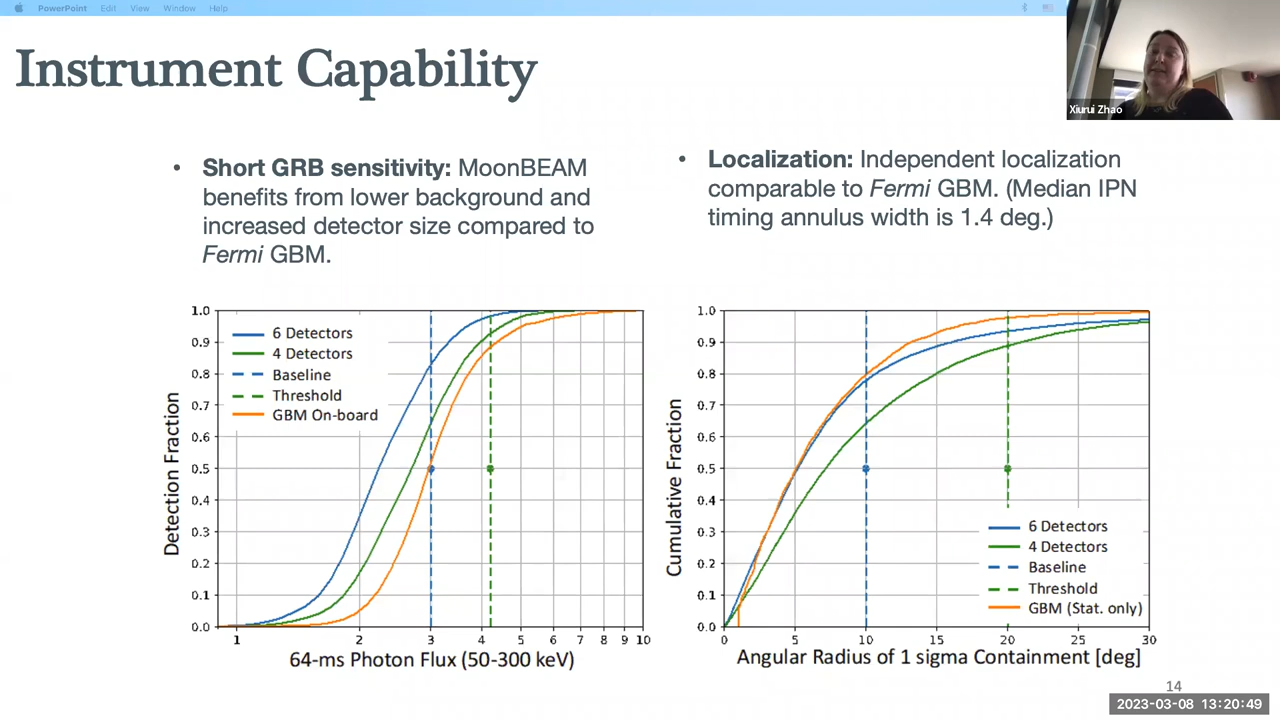 PowerPoint Edit View Window Help
Instrument Capability
Xiurui Zhao
• Short GRB sensitivity: MoonBEAM
benefits from lower background and
increased detector size compared to
Fermi GBM.
• Localization: Independent localization
comparable to Fermi GBM. (Median IPN
timing annulus width is 1.4 deg.)
Detection Fraction
1.0
0.9
0.8
0.7
0.6
0.5
0.4
0.3
0.2
0.1
0.0
6 Detectors
4 Detectors
Baseline
Threshold
GBM On-board
1 2 3 4 5 6 7 8 9 10
64-ms Photon Flux (50-300 keV)
Cumulative Fraction
1.0
0.9
0.8
0.7
0.6
0.5
0.4
0.3
0.2
0.1
0.0
6 Detectors
4 Detectors
Baseline
Threshold
GBM (Stat. only)
0 5 10 15 20 25 30
Angular Radius of 1 sigma Containment [deg]
14
2023-03-08 13:20:49